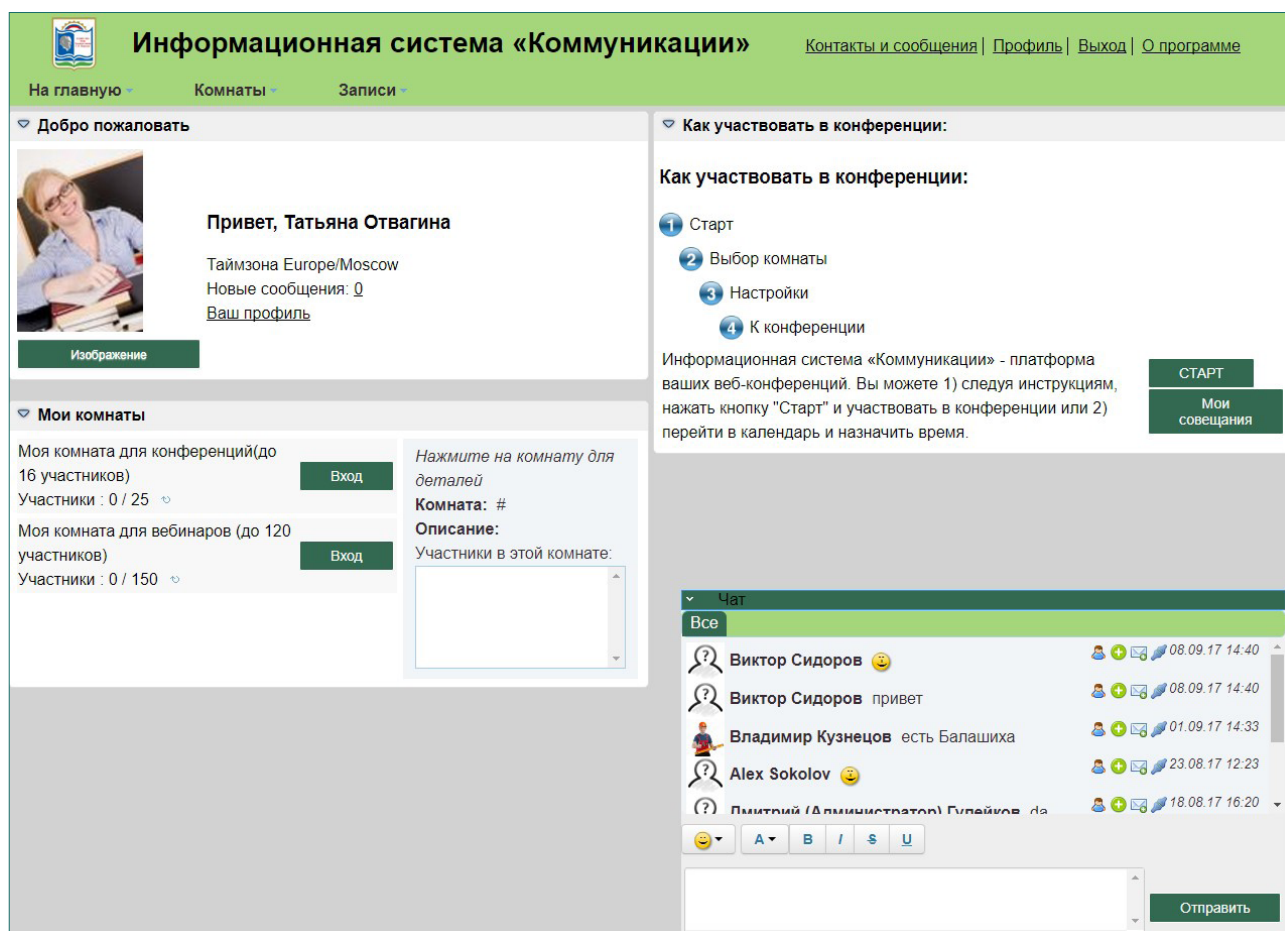 Информационная система «Коммуникации»
Контакты и сообщения | Профиль | Выход | О программе
На главную Комнаты Записи
Добро пожаловать
Привет, Татьяна Отвагина
Таймзона Europe/Moscow
Новые сообщения: 0
Ваш профиль
Изображение
Мои комнаты
Моя комната для конференций(до
16 участников)
Участники : 0 / 25
Вход
Моя комната для вебинаров (до 120
участников)
Участники : 0 / 150
Вход
Нажмите на комнату для
деталей
Комната: #
Описание:
Участники в этой комнате:
Как участвовать в конференции:
Как участвовать в конференции:
1 Старт
2 Выбор комнаты
3 Настройки
4 К конференции
Информационная система «Коммуникации» - платформа
ваших веб-конференций. Вы можете 1) следуя инструкциям,
нажать кнопку "Старт" и участвовать в конференции или 2)
перейти в календарь и назначить время.
СТАРТ
Мои
совещания
Чат
Все
Виктор Сидоров 08.09.17 14:40
Виктор Сидоров привет 08.09.17 14:40
Владимир Кузнецов есть Балашиха 01.09.17 14:33
Alex Sokolov 23.08.17 12:23
Дмитрий (Администратор) Гулейков da 18.08.17 16:20
A B I S U
Отправить